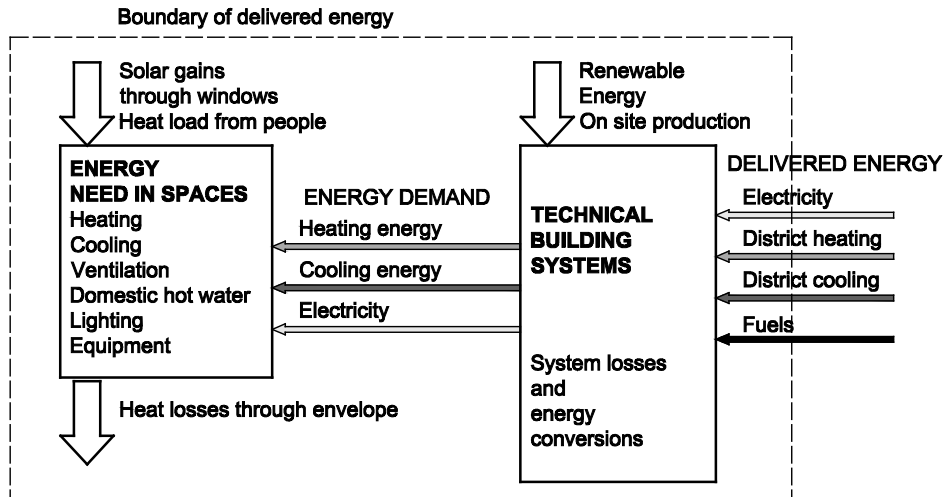 Boundary of delivered energy
Solar gains
through windows
Heat load from people
Renewable
Energy
On site production
ENERGY
NEED IN SPACES
Heating
Cooling
Ventilation
Domestic hot water
Lighting
Equipment
ENERGY DEMAND
Heating energy
Cooling energy
Electricity
TECHNICAL
BUILDING
SYSTEMS
System losses
and
energy
conversions
DELIVERED ENERGY
Electricity
District heating
District cooling
Fuels
Heat losses through envelope